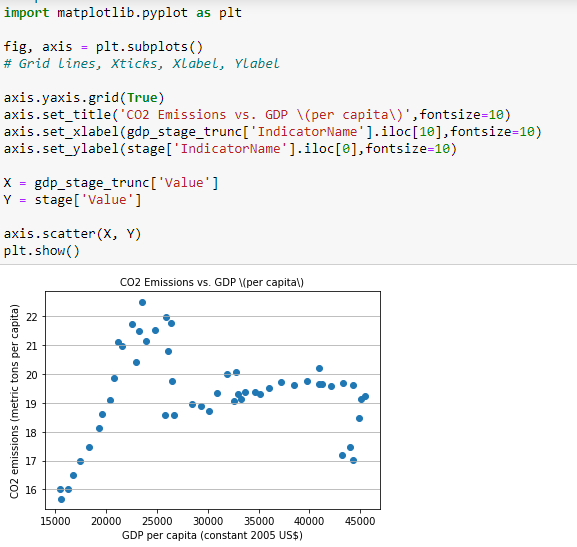 import matplotlib.pyplot as plt
fig, axis = plt.subplots()
# Grid lines, Xticks, Xlabel, Ylabel
axis.yaxis.grid(True)
axis.set_title('CO2 Emissions vs. GDP \(per capita\)',fontsize=10)
axis.set_xlabel(gdp_stage_trunc['IndicatorName'].iloc[10],fontsize=10)
axis.set_ylabel(stage['IndicatorName'].iloc[0],fontsize=10)
X = gdp_stage_trunc['Value']
Y = stage['Value']
axis.scatter(X, Y)
plt.show()
CO2 Emissions vs. GDP \(per capita\)
CO2 emissions (metric tons per capita)
22
21
20
19
18
17
16
15000 20000 25000 30000 35000 40000 45000
GDP per capita (constant 2005 US$)